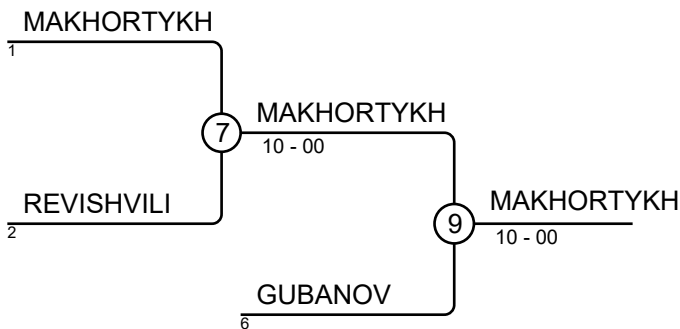 MAKHORTYKH
1
7
MAKHORTYKH
10 - 00
REVISHVILI
2
9
MAKHORTYKH
10 - 00
GUBANOV
6